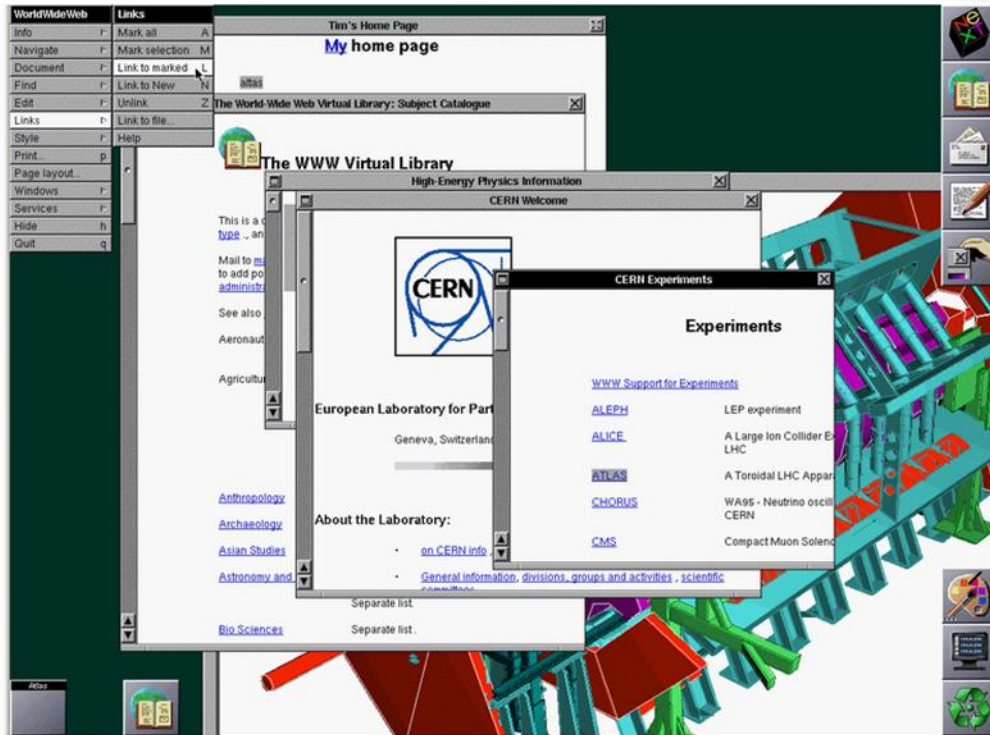 WorldWideWeb
Info
Navigate
Document
Find
Edit
Links
Style
Print... p
Page layout...
Windows
Services
Hide h
Quit q
Links
Mark all A
Mark selection M
Link to marked L
Link to New N
Unlink Z
Link to file...
Help
Tim's Home Page
My home page
atlas
The World-Wide Web Virtual Library: Subject Catalogue
The WWW Virtual Library
This is a
type ., an
Mail to
to add po
administr
See also
Aeronaut
Agricultu
Anthropology
Archaeology
Asian Studies
Astronomy and
Separate list.
Bio Sciences Separate list .
High-Energy Physics Information
CERN Welcome
CERN
European Laboratory for Part
Geneva, Switzerland
About the Laboratory:
· on CERN info ,
· General information, divisions, groups and activities , scientific
committees
CERN Experiments
Experiments
WWW Support for Experiments
ALEPH LEP experiment
ALICE A Large Ion Collider E
LHC
ATLAS A Toroidal LHC Appar
CHORUS WA95 - Neutrino oscill
CERN
CMS Compact Muon Soleno
NeXT
Atlas